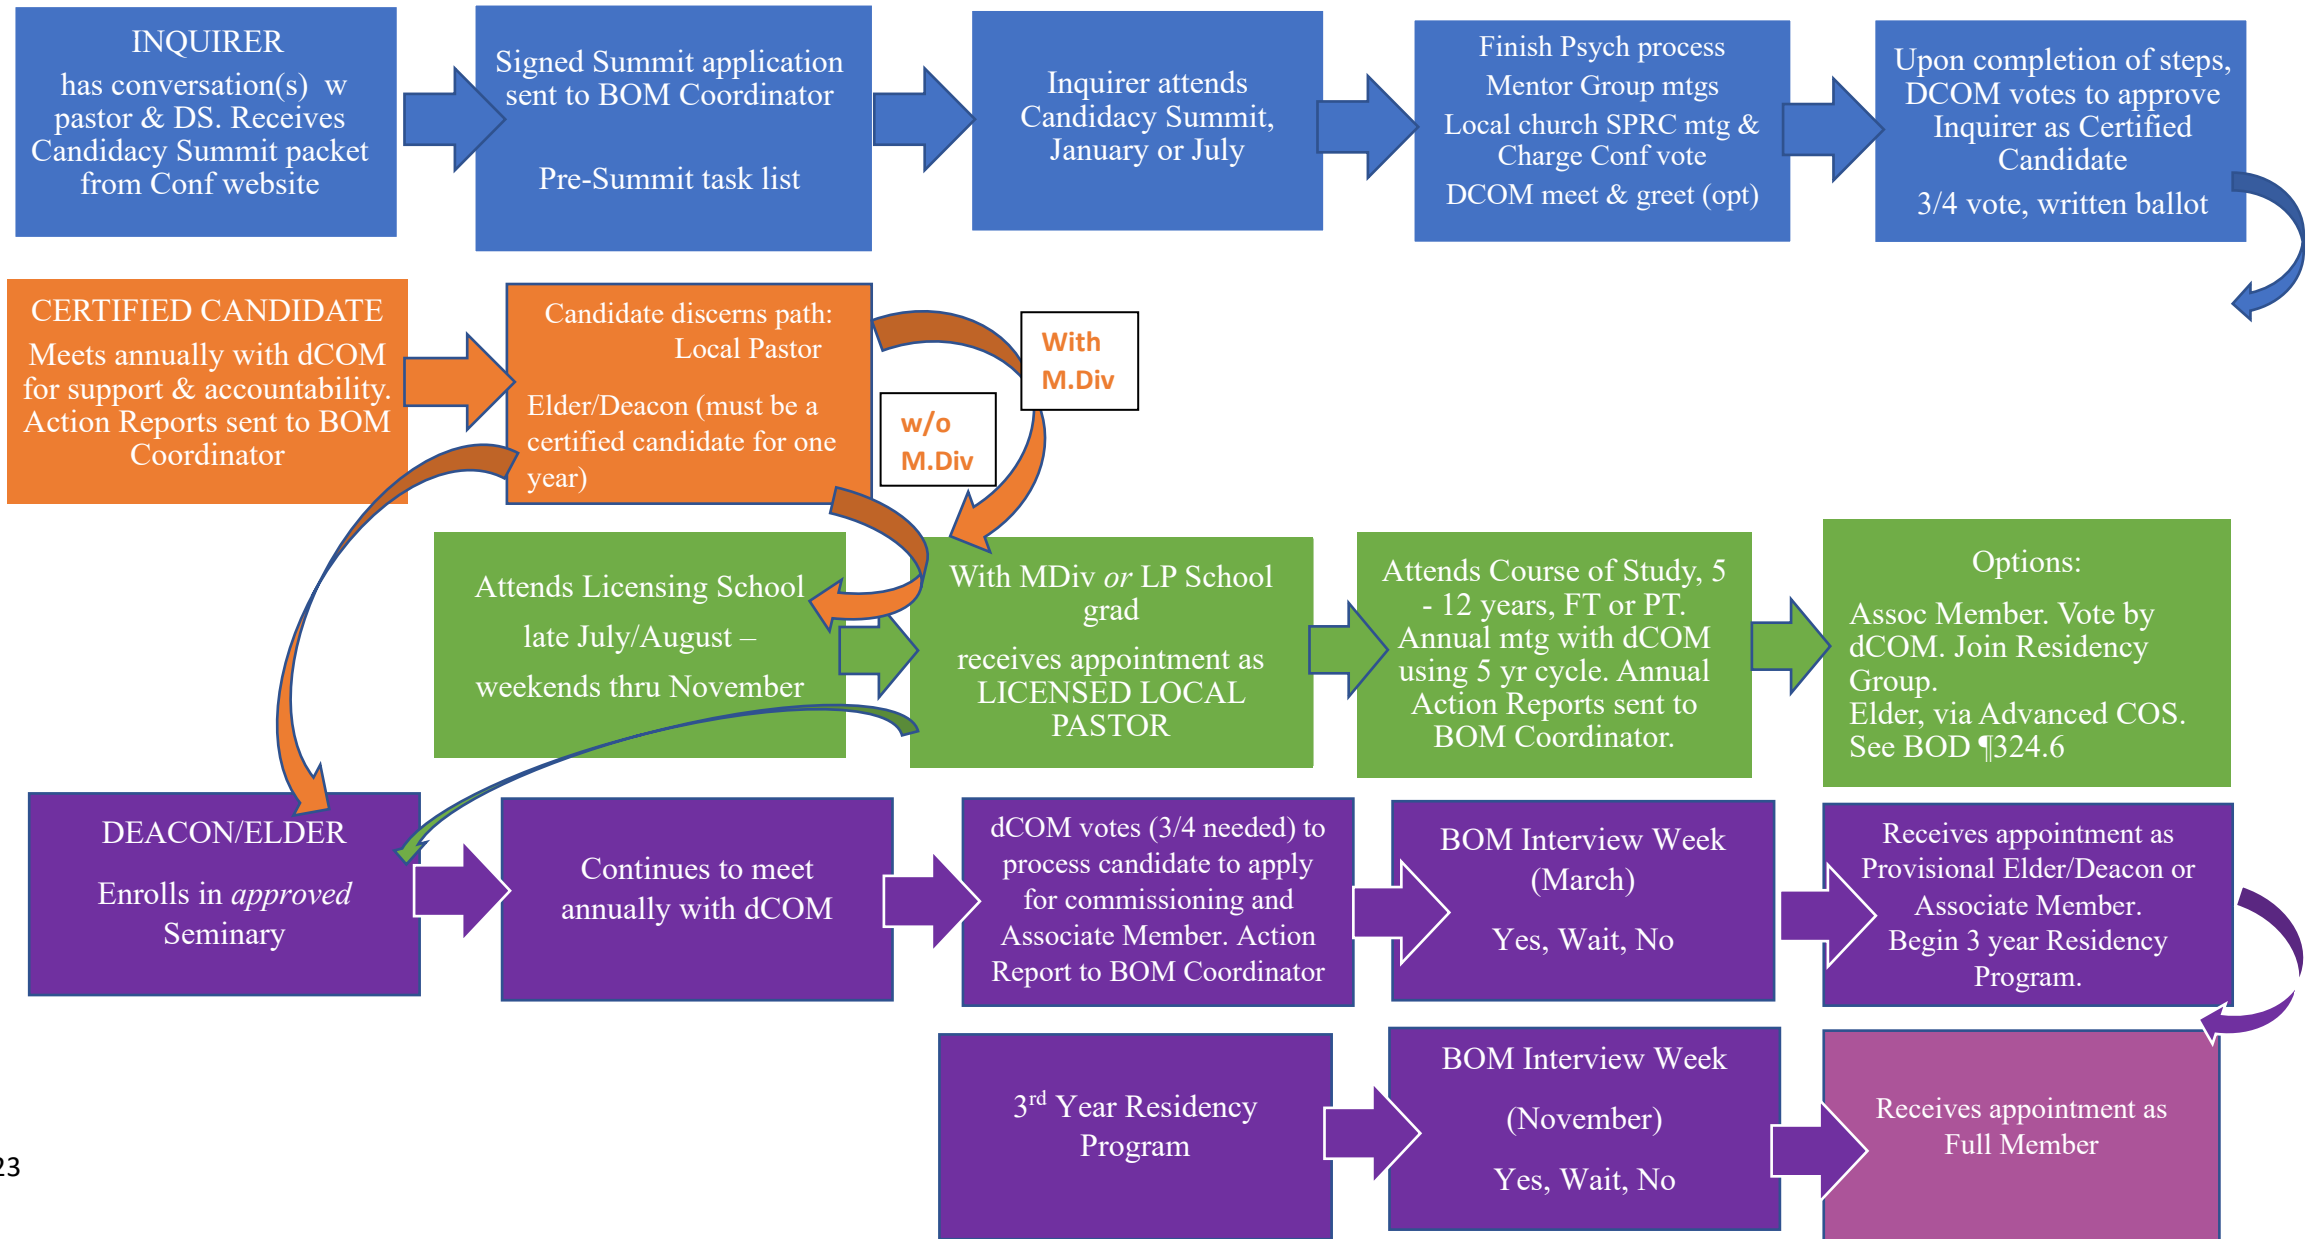 INQUIRER
has conversation(s)  w
pastor & DS. Receives
Candidacy Summit packet
from Conf website
Signed Summit application
sent to BOM Coordinator
Pre-Summit task list
Inquirer attends
Candidacy Summit,
January or July
Finish Psych process
Mentor Group mtgs
Local church SPRC mtg &
Charge Conf vote
DCOM meet & greet (opt)
Upon completion of steps,
DCOM votes to approve
Inquirer as Certified
Candidate
3/4 vote, written ballot
CERTIFIED CANDIDATE
Meets annually with dCOM
for support & accountability.
Action Reports sent to BOM
Coordinator
Candidate discerns path:
Local Pastor
Elder/Deacon (must be a
certified candidate for one
year)
With
M.Div
w/o
M.Div
Attends Licensing School
late July/August –
weekends thru November
With MDiv or LP School
grad
receives appointment as
LICENSED LOCAL
PASTOR
Attends Course of Study, 5
- 12 years, FT or PT.
Annual mtg with dCOM
using 5 yr cycle. Annual
Action Reports sent to
BOM Coordinator.
Options:
Assoc Member. Vote by
dCOM. Join Residency
Group.
Elder, via Advanced COS.
See BOD ¶324.6
DEACON/ELDER
Enrolls in approved
Seminary
Continues to meet
annually with dCOM
dCOM votes (3/4 needed) to
process candidate to apply
for commissioning and
Associate Member. Action
Report to BOM Coordinator
BOM Interview Week
(March)
Yes, Wait, No
Receives appointment as
Provisional Elder/Deacon or
Associate Member.
Begin 3 year Residency
Program.
3rd Year Residency
Program
BOM Interview Week
(November)
Yes, Wait, No
Receives appointment as
Full Member
23